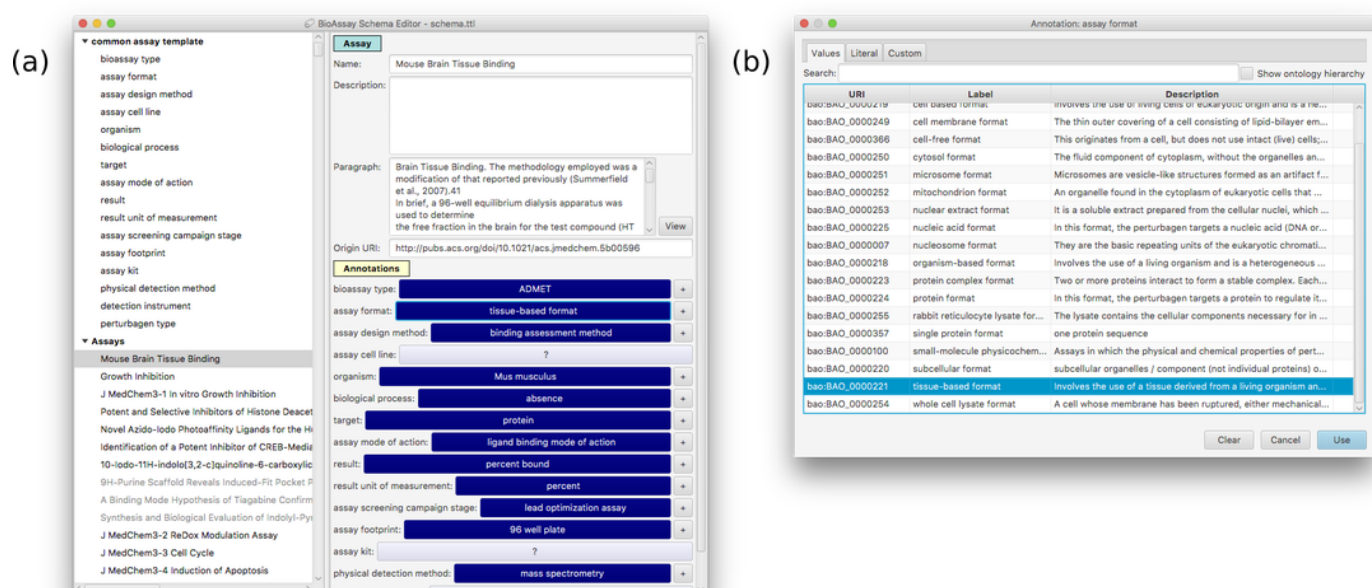 (a)
BioAssay Schema Editor - schema.ttl
common assay template
bioassay type
assay format
assay design method
assay cell line
organism
biological process
target
assay mode of action
result
result unit of measurement
assay screening campaign stage
assay footprint
assay kit
physical detection method
detection instrument
perturbagen type
Assays
Mouse Brain Tissue Binding
Growth Inhibition
J MedChem3-1 In vitro Growth Inhibition
Potent and Selective Inhibitors of Histone Deacet
Novel Azido-Iodo Photoaffinity Ligands for the H
Identification of a Potent Inhibitor of CREB-Media
10-Iodo-11H-indolo[3,2-c]quinoline-6-carboxylic
9H-Purine Scaffold Reveals Induced-Fit Pocket P
A Binding Mode Hypothesis of Tiagabine Confirm
Synthesis and Biological Evaluation of Indolyl-Pyr
J MedChem3-2 ReDox Modulation Assay
J MedChem3-3 Cell Cycle
J MedChem3-4 Induction of Apoptosis
Assay
Name: Mouse Brain Tissue Binding
Description:
Paragraph: Brain Tissue Binding. The methodology employed was a
modification of that reported previously (Summerfield
et al., 2007).41
In brief, a 96-well equilibrium dialysis apparatus was
used to determine
the free fraction in the brain for the test compound (HT
View
Origin URI: http://pubs.acs.org/doi/10.1021/acs.jmedchem.5b00596
Annotations
bioassay type: ADMET +
assay format: tissue-based format +
assay design method: binding assessment method +
assay cell line: ? +
organism: Mus musculus +
biological process: absence +
target: protein +
assay mode of action: ligand binding mode of action +
result: percent bound +
result unit of measurement: percent +
assay screening campaign stage: lead optimization assay +
assay footprint: 96 well plate +
assay kit: ? +
physical detection method: mass spectrometry +
(b)
Annotation: assay format
Values Literal Custom
Search: Show ontology hierarchy
URI Label Description
bao:BAO_0000219 cell based format Involves the use of living cells of eukaryotic origin and is a he...
bao:BAO_0000249 cell membrane format The thin outer covering of a cell consisting of lipid-bilayer em...
bao:BAO_0000366 cell-free format This originates from a cell, but does not use intact (live) cells;...
bao:BAO_0000250 cytosol format The fluid component of cytoplasm, without the organelles an...
bao:BAO_0000251 microsome format Microsomes are vesicle-like structures formed as an artifact f...
bao:BAO_0000252 mitochondrion format An organelle found in the cytoplasm of eukaryotic cells that ...
bao:BAO_0000253 nuclear extract format It is a soluble extract prepared from the cellular nuclei, which ...
bao:BAO_0000225 nucleic acid format In this format, the perturbagen targets a nucleic acid (DNA or...
bao:BAO_0000007 nucleosome format They are the basic repeating units of the eukaryotic chromati...
bao:BAO_0000218 organism-based format Involves the use of a living organism and is a heterogeneous ...
bao:BAO_0000223 protein complex format Two or more proteins interact to form a stable complex. Each...
bao:BAO_0000224 protein format In this format, the perturbagen targets a protein to regulate it...
bao:BAO_0000255 rabbit reticulocyte lysate for... The lysate contains the cellular components necessary for in ...
bao:BAO_0000357 single protein format one protein sequence
bao:BAO_0000100 small-molecule physicochem... Assays in which the physical and chemical properties of pert...
bao:BAO_0000220 subcellular format subcellular organelles / component (not individual proteins) o...
bao:BAO_0000221 tissue-based format Involves the use of a tissue derived from a living organism an...
bao:BAO_0000254 whole cell lysate format A cell whose membrane has been ruptured, either mechanical...
Clear Cancel Use